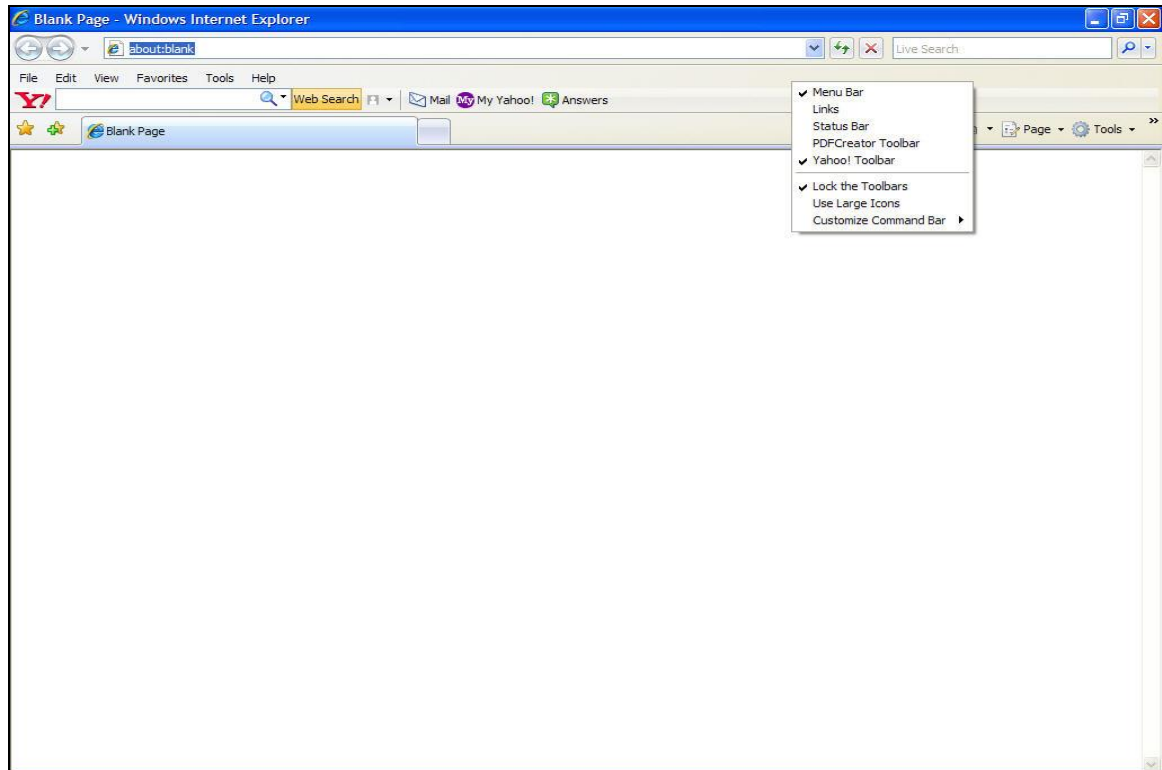 Blank Page - Windows Internet Explorer
about:blank
Live Search
File Edit View Favorites Tools Help
Y! Web Search Mail My My Yahoo! Answers
Blank Page
Page Tools »
Menu Bar
Links
Status Bar
PDFCreator Toolbar
Yahoo! Toolbar
Lock the Toolbars
Use Large Icons
Customize Command Bar